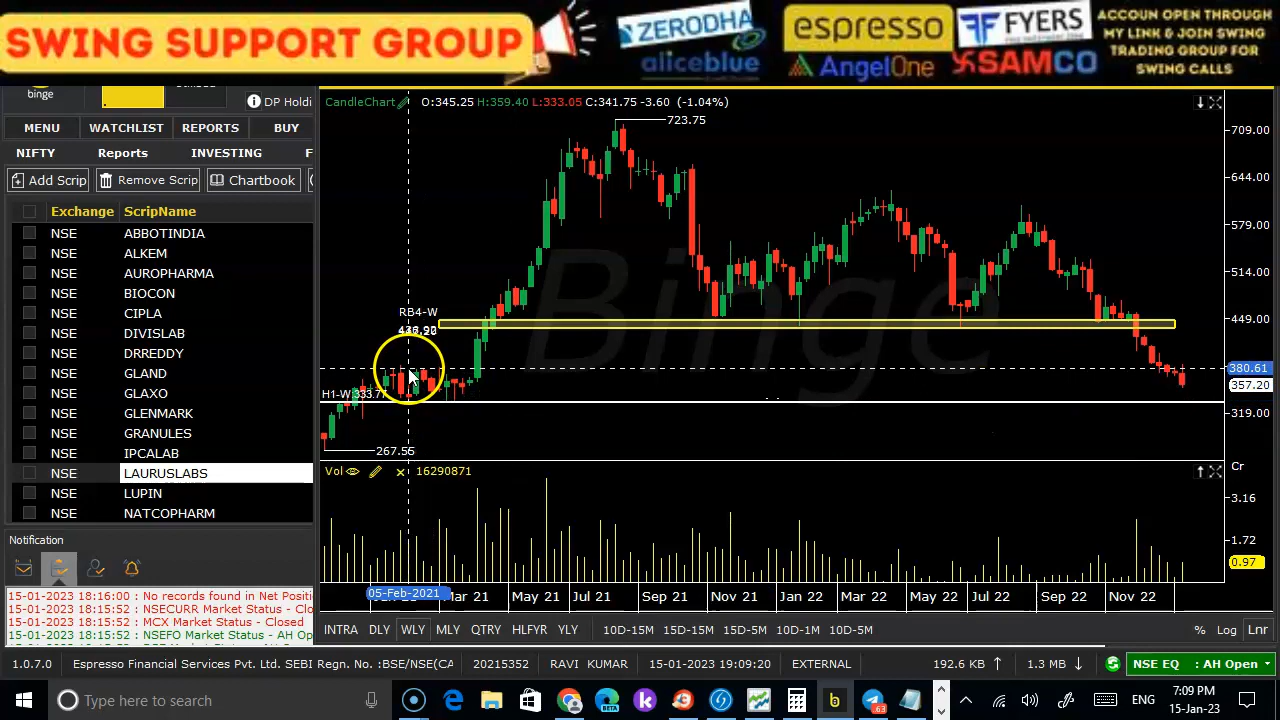 SWING SUPPORT GROUP
ZERODHA
aliceblue
espresso
AngelOne
FYERS
SAMCO
ACCOUN OPEN THROUGH
MY LINK & JOIN SWING
TRADING GROUP FOR
SWING CALLS
binge
DP Holdi
MENU WATCHLIST REPORTS BUY
NIFTY Reports INVESTING F
Add Scrip Remove Scrip Chartbook
Exchange ScripName
NSE ABBOTINDIA
NSE ALKEM
NSE AUROPHARMA
NSE BIOCON
NSE CIPLA
NSE DIVISLAB
NSE DRREDDY
NSE GLAND
NSE GLAXO
NSE GLENMARK
NSE GRANULES
NSE IPCALAB
NSE LAURUSLABS
NSE LUPIN
NSE NATCOPHARM
Notification
15-01-2023 18:16:00 : No records found in Net Positi
15-01-2023 18:15:52 : NSECURR Market Status - Clo
15-01-2023 18:15:52 : MCX Market Status - Closed
15-01-2023 18:15:52 : NSEFO Market Status - AH Op
CandleChart O:345.25 H:359.40 L:333.05 C:341.75 -3.60 (-1.04%)
723.75
Binge
RB4-W
H1-W:333.77
267.55
709.00
644.00
579.00
514.00
449.00
380.61
357.20
319.00
Vol 16290871
Cr
3.16
1.72
0.97
05-Feb-2021 Mar 21 May 21 Jul 21 Sep 21 Nov 21 Jan 22 Mar 22 May 22 Jul 22 Sep 22 Nov 22
INTRA DLY WLY MLY QTRY HLFYR YLY 10D-15M 15D-15M 15D-5M 10D-1M 10D-5M % Log Lnr
1.0.7.0 Espresso Financial Services Pvt. Ltd. SEBI Regn. No. :BSE/NSE(CA 20215352 RAVI KUMAR 15-01-2023 19:09:20 EXTERNAL 192.6 KB 1.3 MB NSE EQ : AH Open
Type here to search
63
ENG
7:09 PM
15-Jan-23